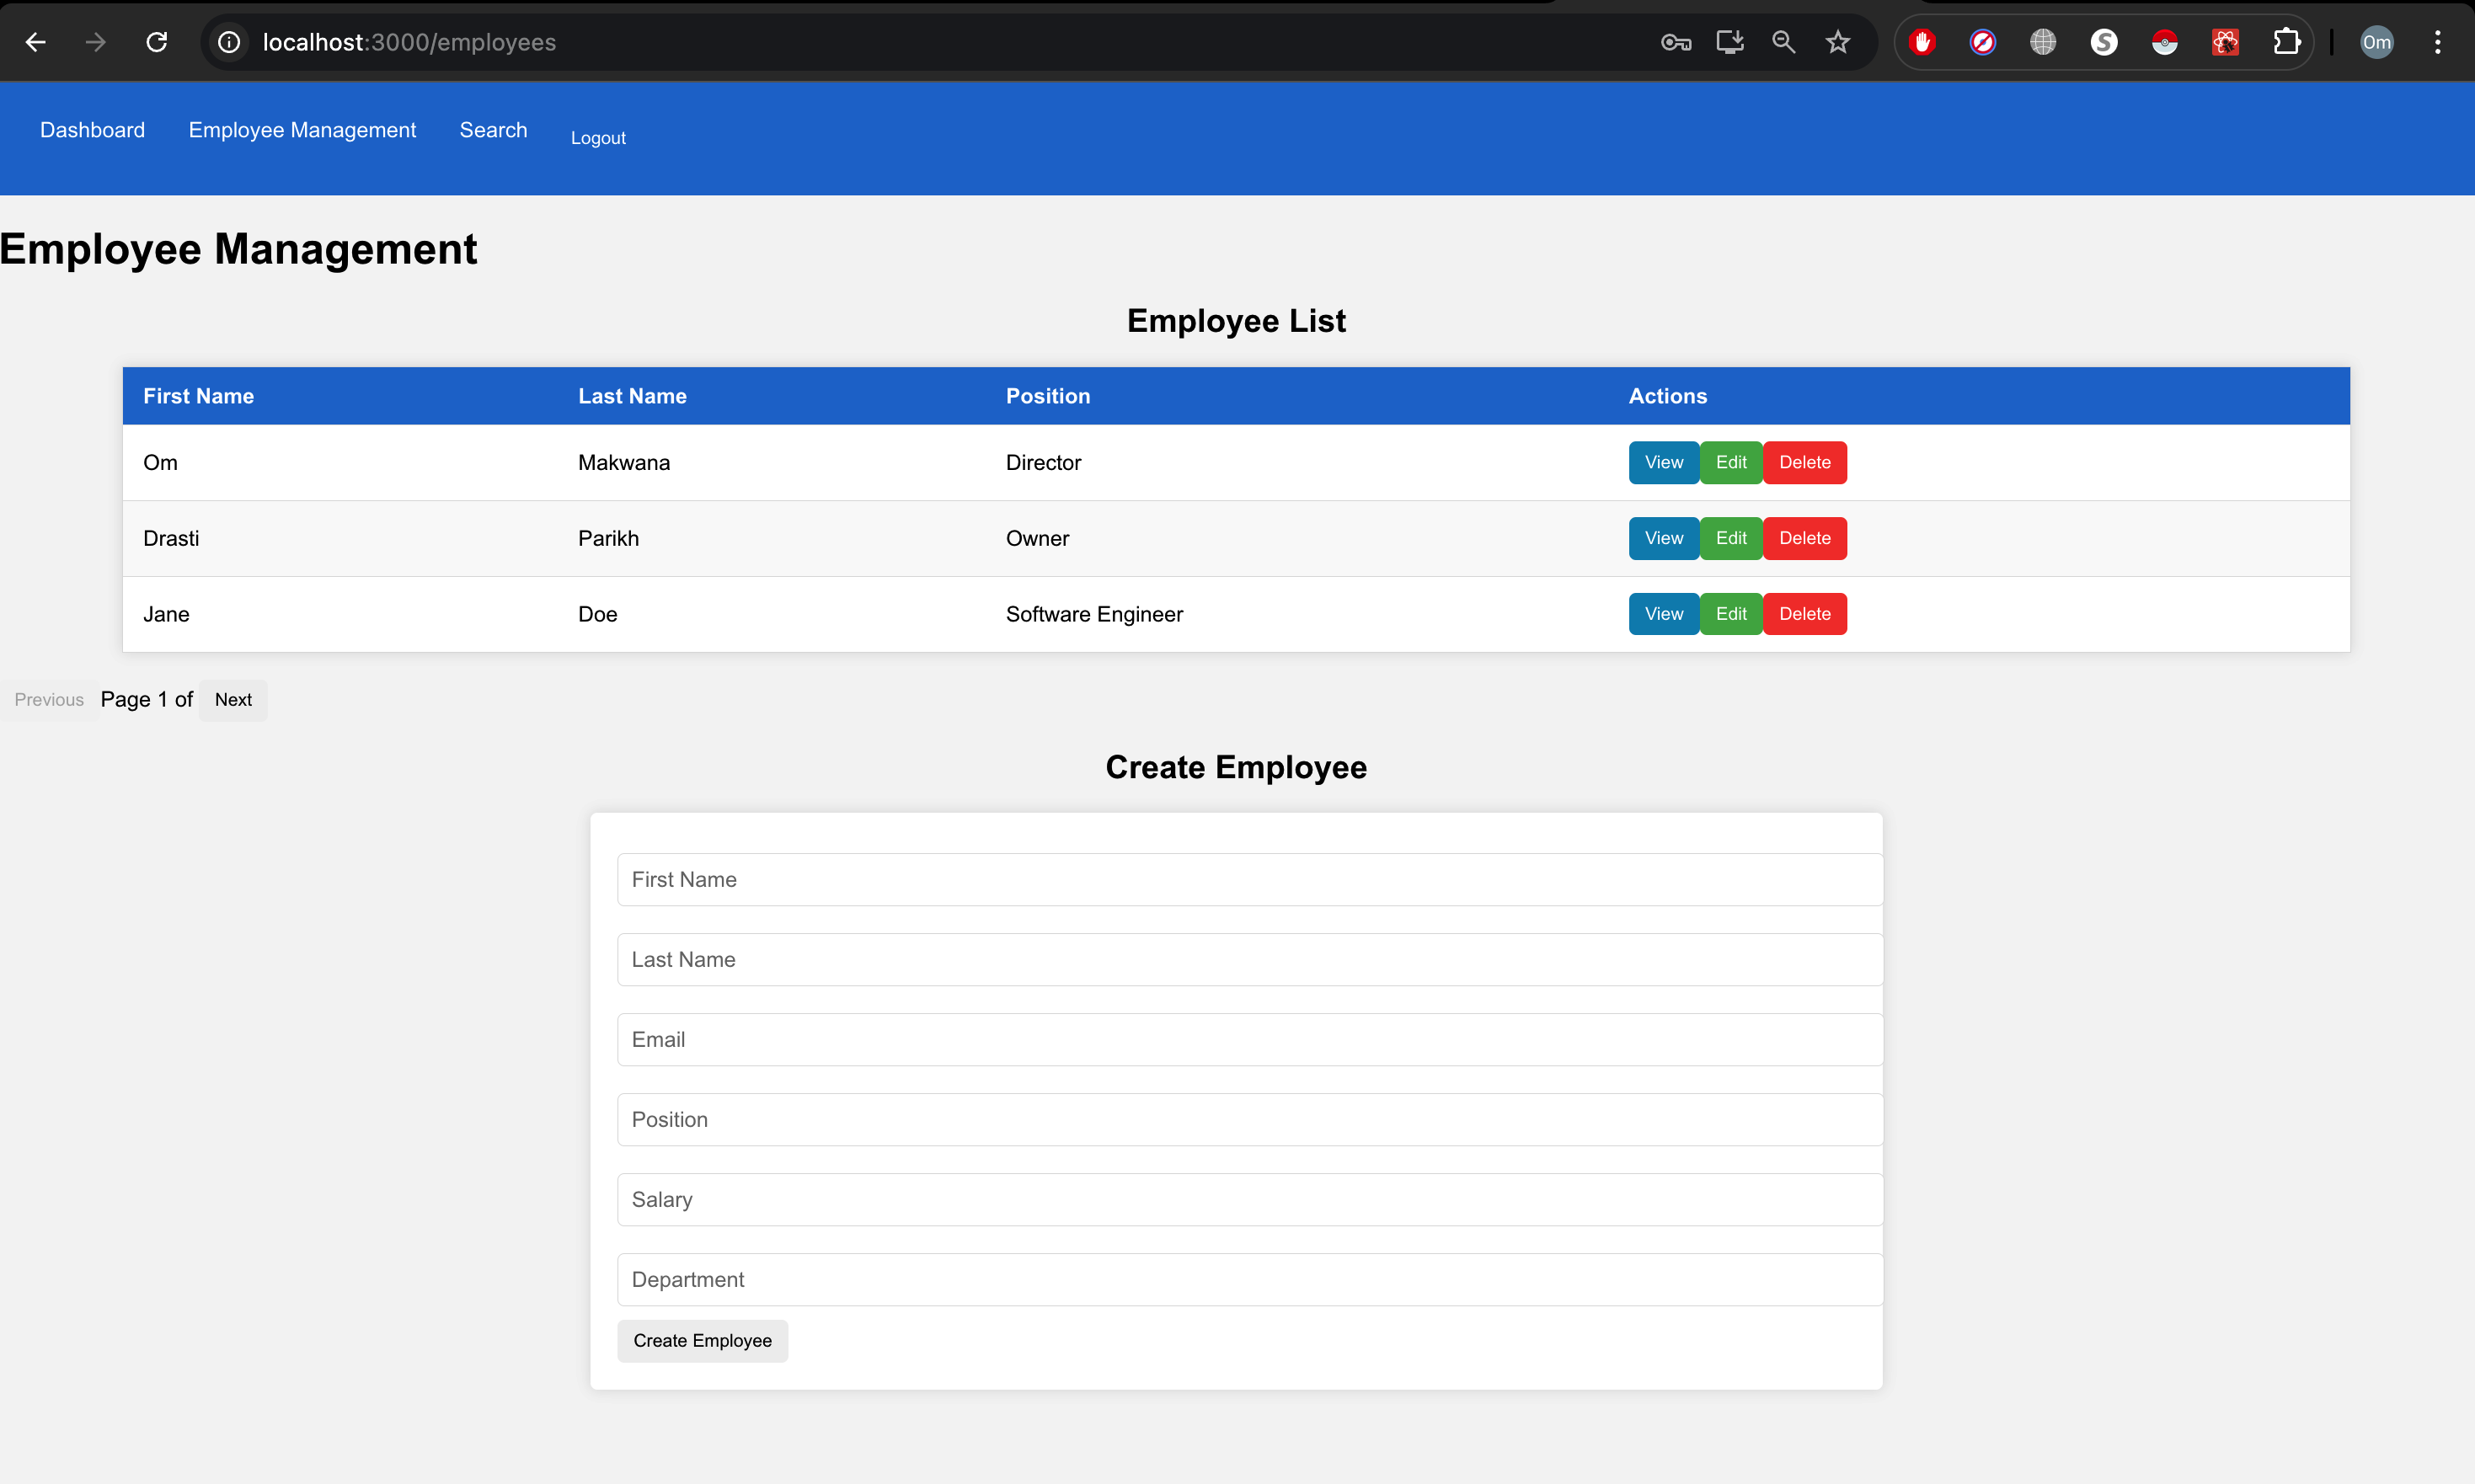 localhost:3000/employees
Om
Dashboard Employee Management Search Logout
Employee Management
Employee List
First Name Last Name Position Actions
Om Makwana Director View Edit Delete
Drasti Parikh Owner View Edit Delete
Jane Doe Software Engineer View Edit Delete
Previous Page 1 of Next
Create Employee
First Name
Last Name
Email
Position
Salary
Department
Create Employee